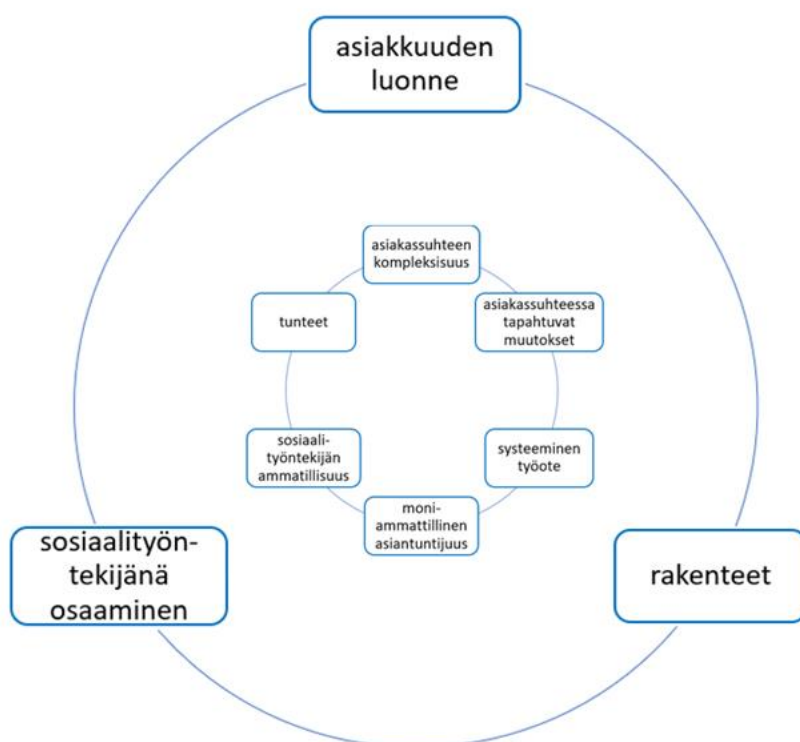 asiakkuuden
luonne
asiakassuhteen
kompleksisuus
tunteet
asiakassuhteessa
tapahtuvat
muutokset
sosiaali-
työntekijän
ammatillisuus
systeeminen
työote
moni-
ammattillinen
asiantuntijuus
sosiaalityön-
tekijänä
osaaminen
rakenteet